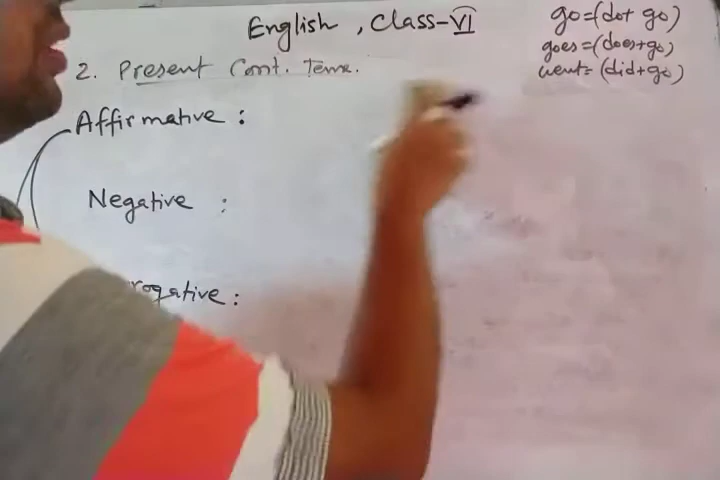 English, Class-VI
go=(do+ go)
goes=(does+go)
went=(did+go)
2. Present Cont. Tense.
Affirmative:
Negative :
rogative: